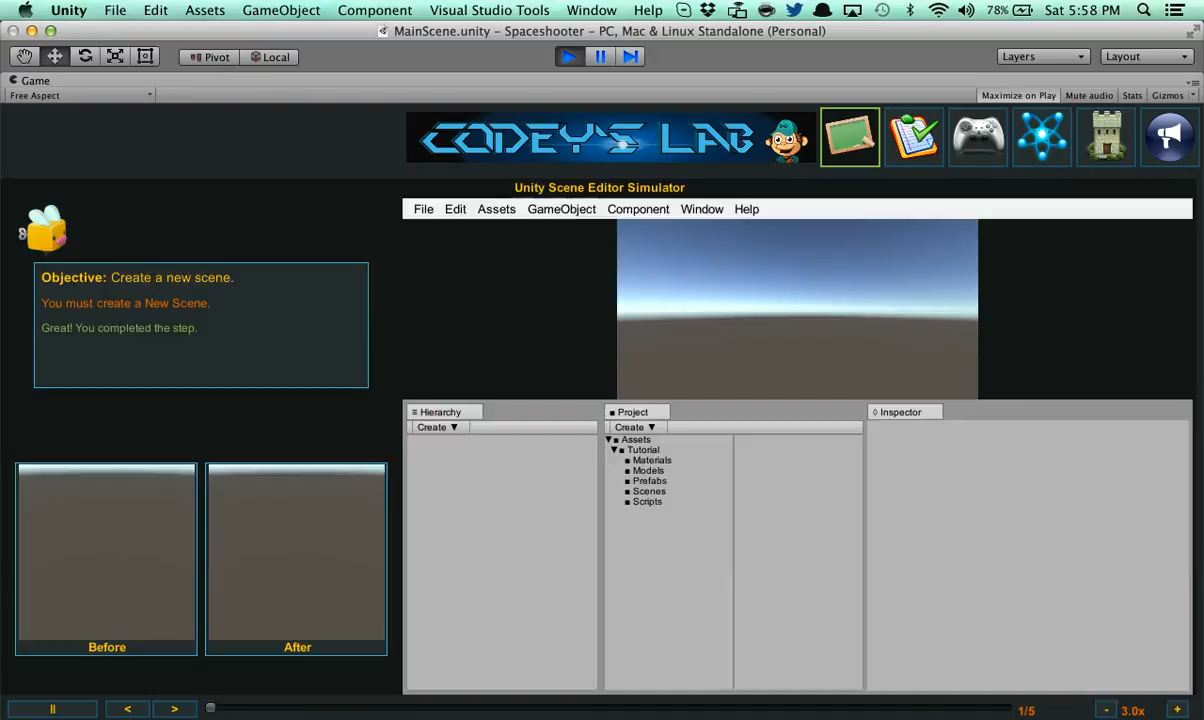 Unity File Edit Assets GameObject Component Visual Studio Tools Window Help 78% Sat 5:58 PM
MainScene.unity – Spaceshooter – PC, Mac & Linux Standalone (Personal)
Pivot Local Layers Layout
Game
Free Aspect Maximize on Play Mute audio Stats Gizmos
CODEY'S LAB
Unity Scene Editor Simulator
File Edit Assets GameObject Component Window Help
Objective: Create a new scene.
You must create a New Scene.
Great! You completed the step.
Hierarchy Project Inspector
Create ▼ Create ▼
Assets
Tutorial
Materials
Models
Prefabs
Scenes
Scripts
Before After
|| < > 1/5 - 3.0x +